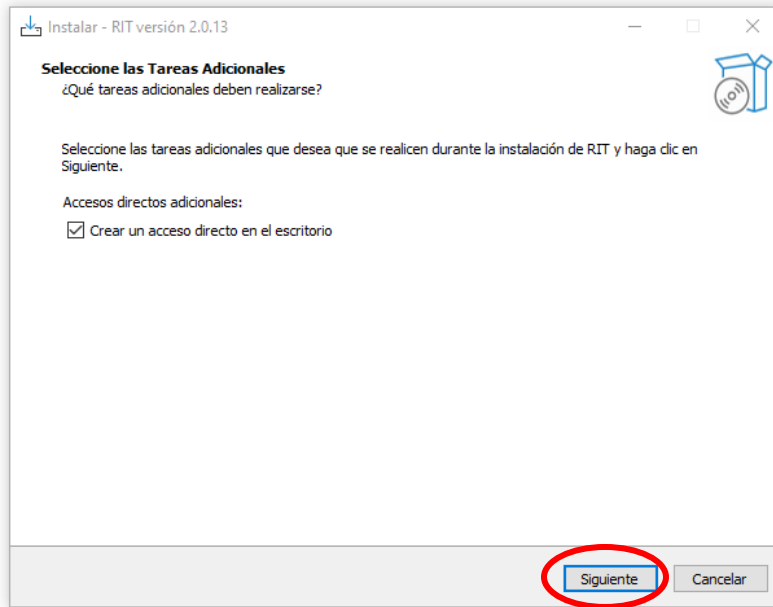 Instalar - RIT versión 2.0.13
Seleccione las Tareas Adicionales
¿Qué tareas adicionales deben realizarse?
Seleccione las tareas adicionales que desea que se realicen durante la instalación de RIT y haga clic en
Siguiente.
Accesos directos adicionales:
Crear un acceso directo en el escritorio
Siguiente
Cancelar